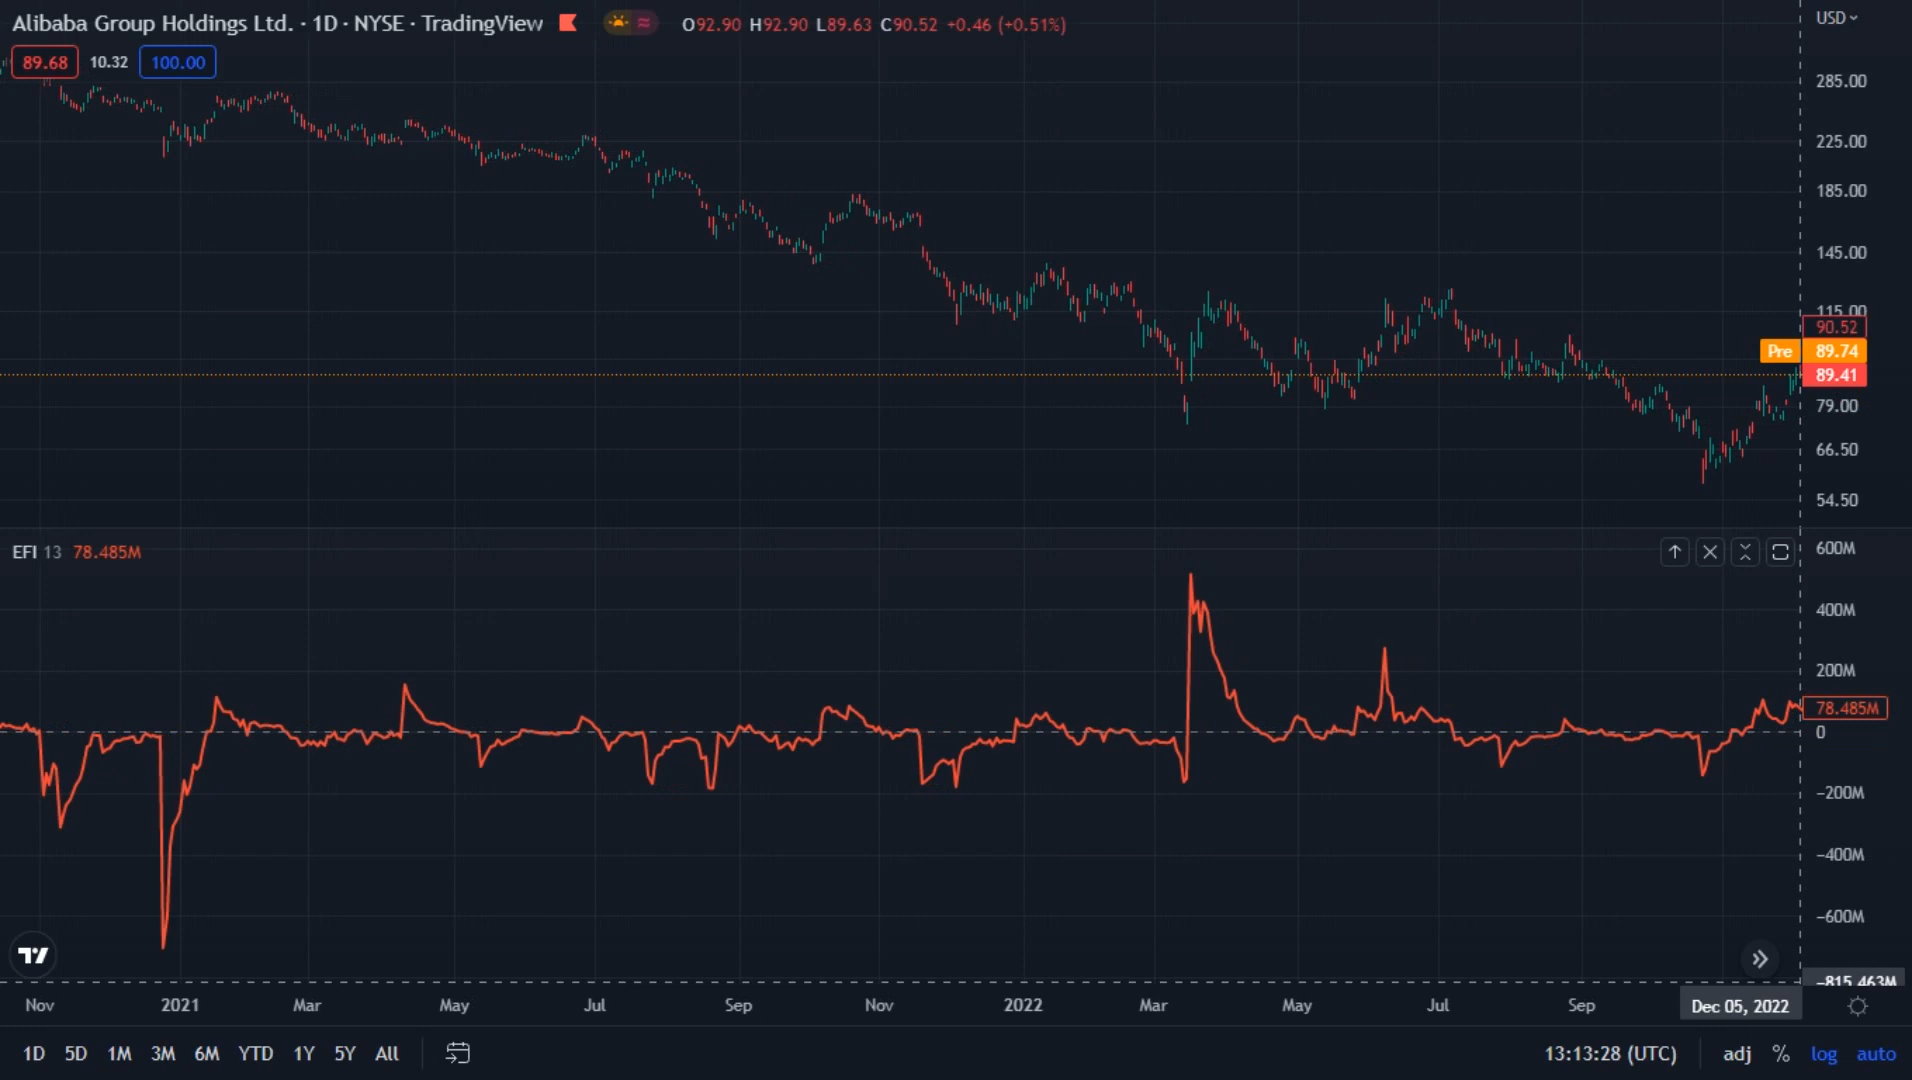 Alibaba Group Holdings Ltd. · 1D · NYSE · TradingView O92.90 H92.90 L89.63 C90.52 +0.46 (+0.51%)
USD
89.68 10.32 100.00
285.00
225.00
185.00
145.00
115.00
90.52
Pre 89.74
89.41
79.00
66.50
54.50
EFI 13 78.485M
600M
400M
200M
78.485M
0
−200M
−400M
−600M
−815.463M
Nov 2021 Mar May Jul Sep Nov 2022 Mar May Jul Sep Dec 05, 2022
1D 5D 1M 3M 6M YTD 1Y 5Y All 13:13:28 (UTC) adj % log auto